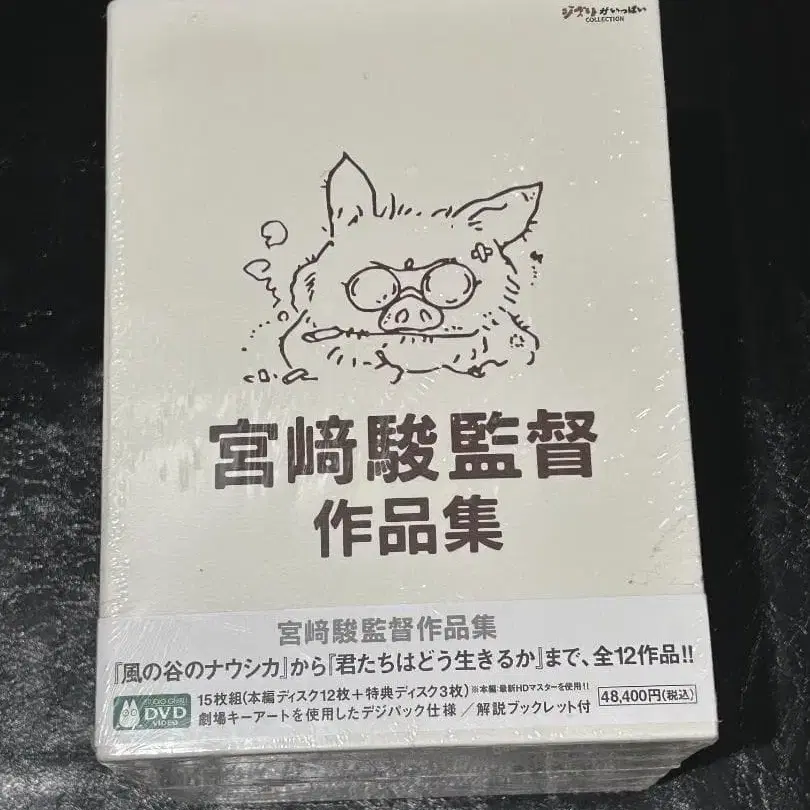 ジブリがいっぱい
COLLECTION
宮﨑駿監督
作品集
宮﨑駿監督作品集
『風の谷のナウシカ』から『君たちはどう生きるか』まで、全12作品!!
STUDIO GHIBLI
DVD
VIDEO
15枚組(本編ディスク12枚＋特典ディスク3枚)※本編:最新HDマスターを使用!!
48,400円(税込)
劇場キーアートを使用したデジパック仕様／解説ブックレット付